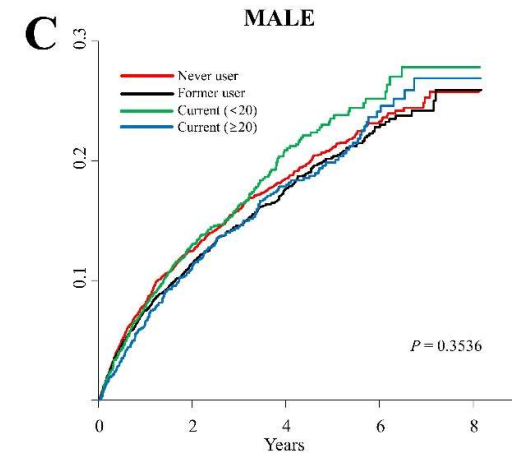 C
MALE
0.3
0.2
0.1
Never user
Former user
Current (<20)
Current (≥20)
P = 0.3536
0 2 4 6 8
Years